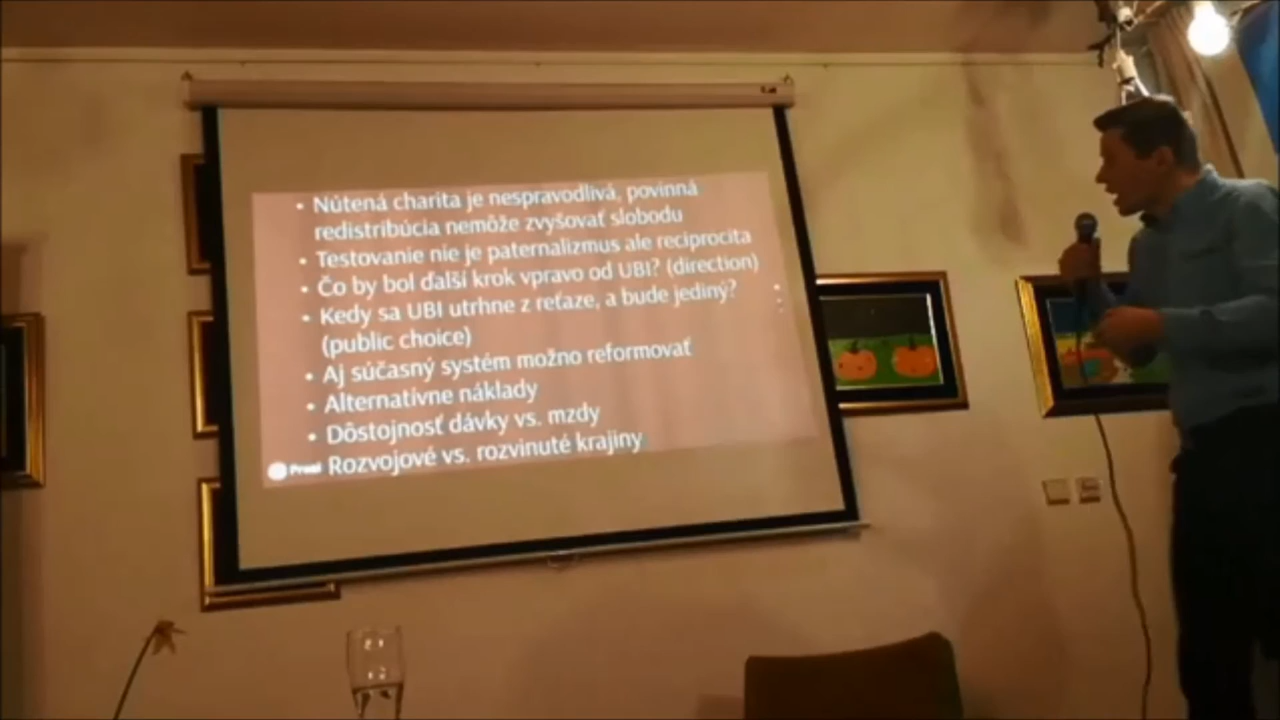 • Nútená charita je nespravodlivá, povinná
redistribúcia nemôže zvyšovať slobodu
• Testovanie nie je paternalizmus ale reciprocita
• Čo by bol ďalší krok vpravo od UBI? (direction)
• Kedy sa UBI utrhne z reťaze, a bude jediný?
(public choice)
• Aj súčasný systém možno reformovať
• Alternatívne náklady
• Dôstojnosť dávky vs. mzdy
Rozvojové vs. rozvinuté krajiny